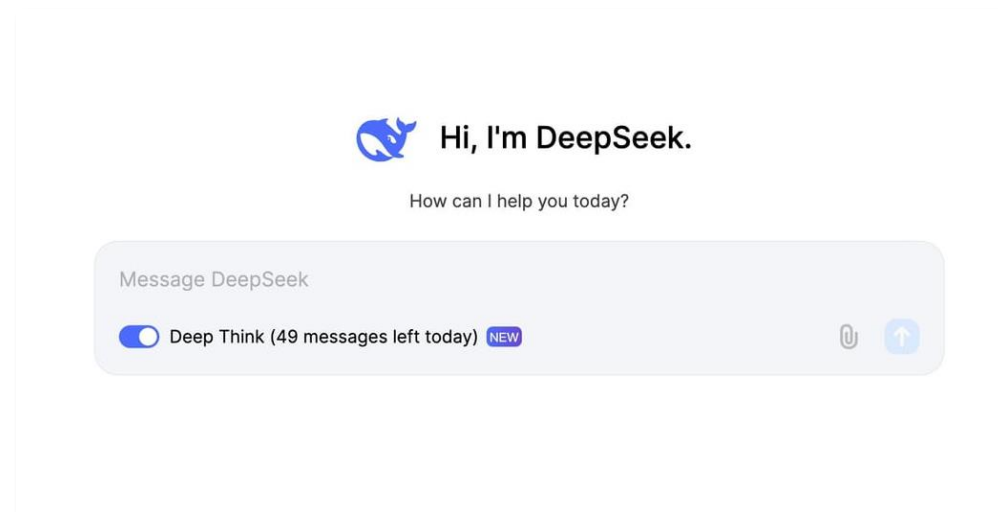 Hi, I'm DeepSeek.
How can I help you today?
Message DeepSeek
Deep Think (49 messages left today) NEW